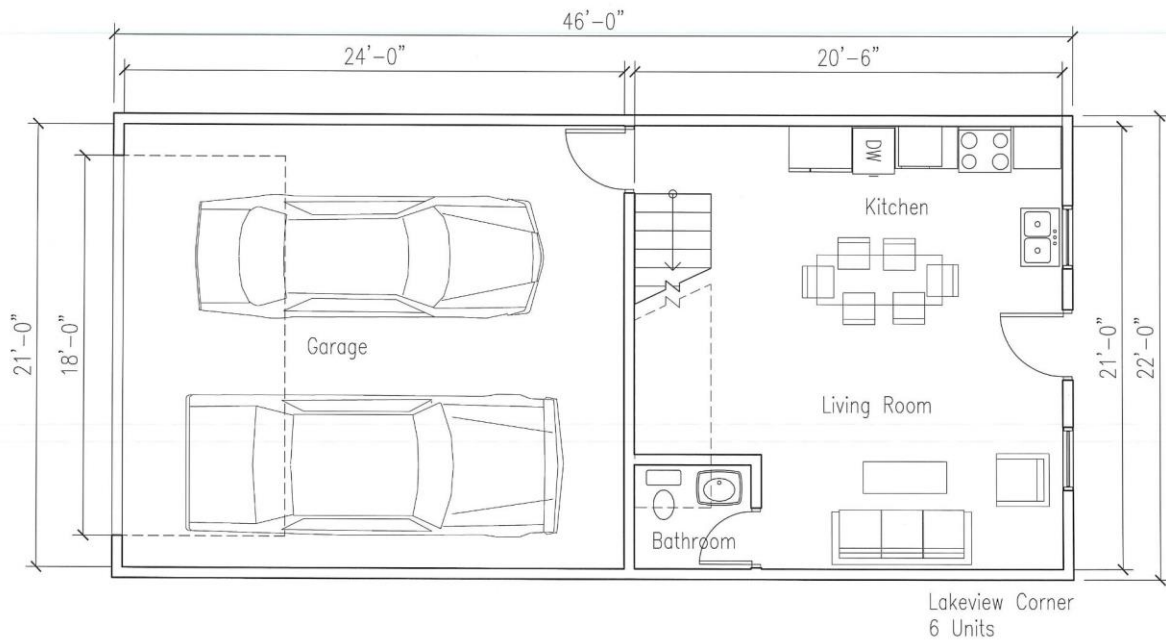 46'-0"
24'-0"
20'-6"
DW
Kitchen
21'-0"
18'-0"
Garage
21'-0"
22'-0"
Living Room
Bathroom
Lakeview Corner
6 Units